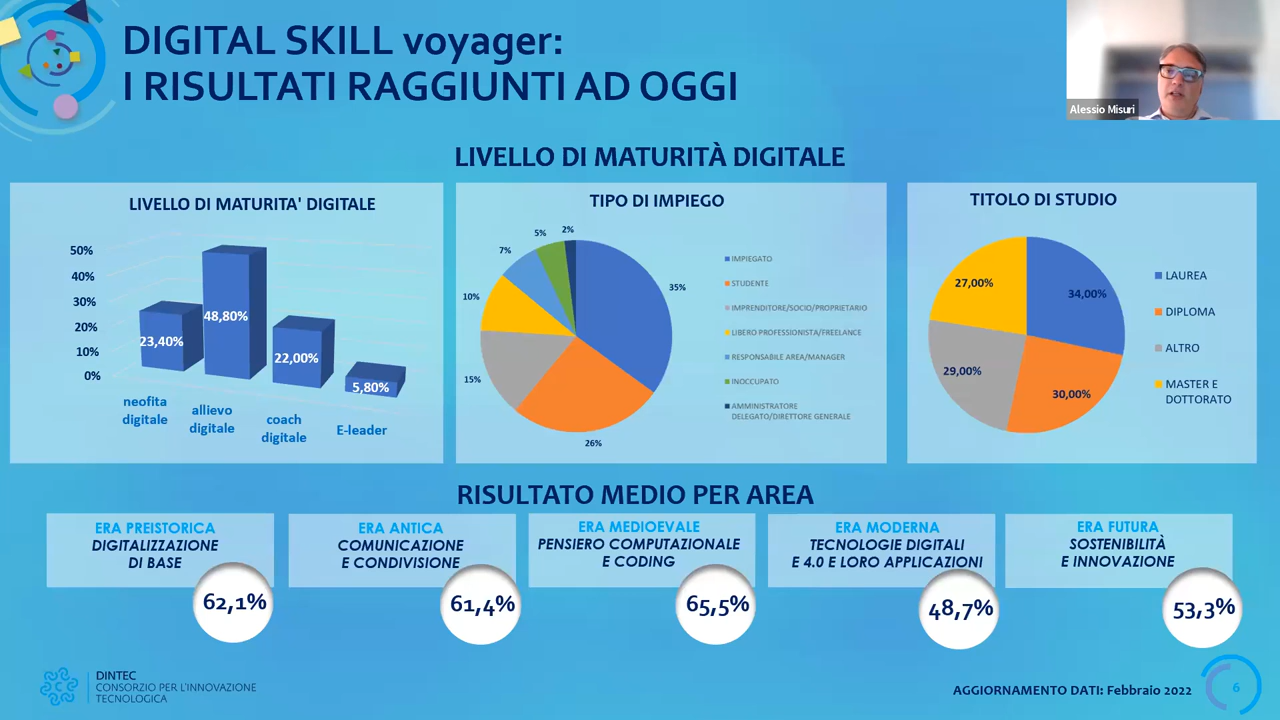 DIGITAL SKILL voyager:
I RISULTATI RAGGIUNTI AD OGGI
Alessio Misuri
LIVELLO DI MATURITÀ DIGITALE
LIVELLO DI MATURITA' DIGITALE
50%
40%
30%
20%
10%
0%
23,40%
48,80%
22,00%
5,80%
neofita
digitale
allievo
digitale
coach
digitale
E-leader
TIPO DI IMPIEGO
35%
26%
15%
10%
7%
5%
2%
IMPIEGATO
STUDENTE
IMPRENDITORE/SOCIO/PROPRIETARIO
LIBERO PROFESSIONISTA/FREELANCE
RESPONSABILE AREA/MANAGER
INOCCUPATO
AMMINISTRATORE
DELEGATO/DIRETTORE GENERALE
TITOLO DI STUDIO
34,00%
30,00%
29,00%
27,00%
LAUREA
DIPLOMA
ALTRO
MASTER E
DOTTORATO
RISULTATO MEDIO PER AREA
ERA PREISTORICA
DIGITALIZZAZIONE
DI BASE
62,1%
ERA ANTICA
COMUNICAZIONE
E CONDIVISIONE
61,4%
ERA MEDIOEVALE
PENSIERO COMPUTAZIONALE
E CODING
65,5%
ERA MODERNA
TECNOLOGIE DIGITALI
E 4.0 E LORO APPLICAZIONI
48,7%
ERA FUTURA
SOSTENIBILITÀ
E INNOVAZIONE
53,3%
DINTEC
CONSORZIO PER L'INNOVAZIONE
TECNOLOGICA
AGGIORNAMENTO DATI: Febbraio 2022
6